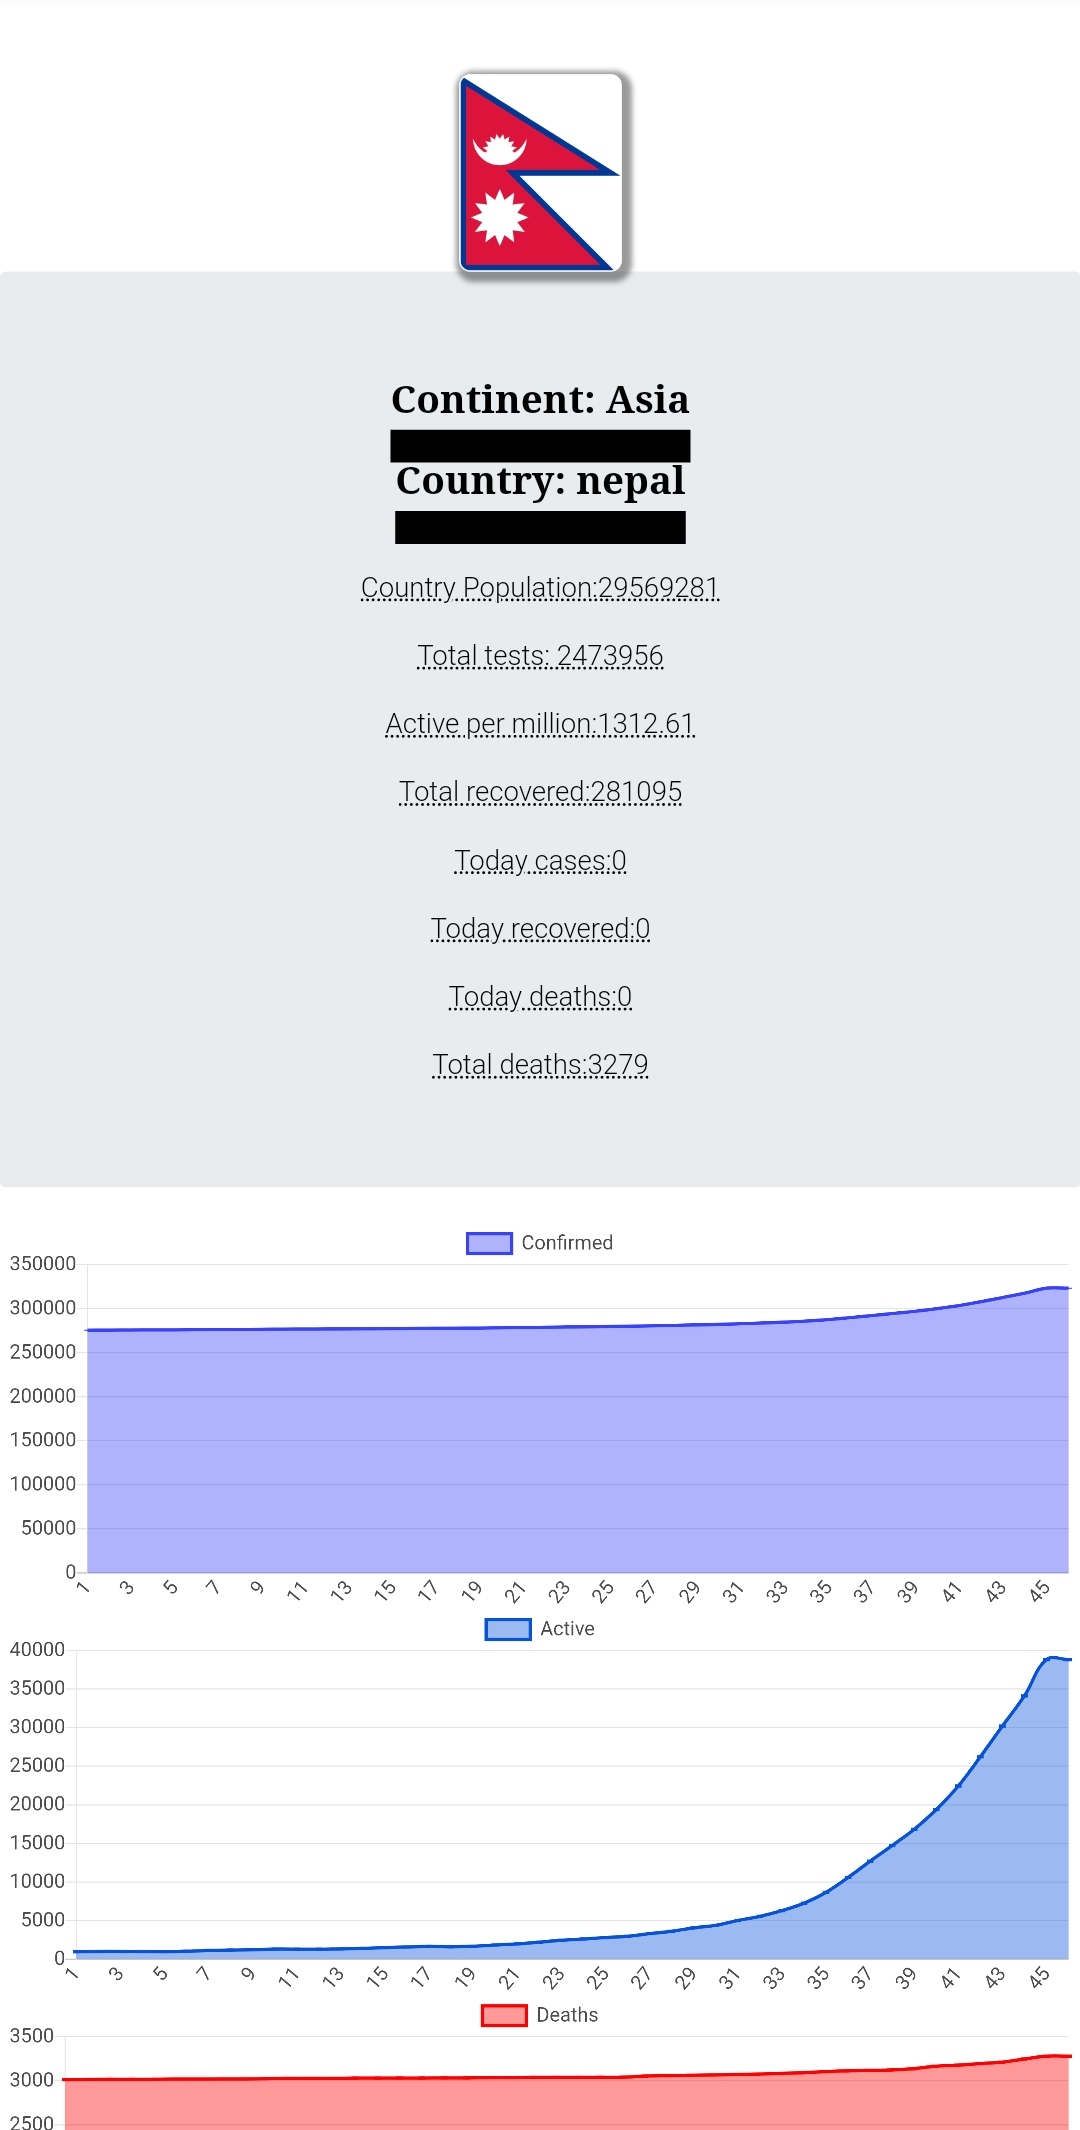 Continent: Asia
Country: nepal
Country Population:29569281
Total tests: 2473956
Active per million:1312.61
Total recovered:281095
Today cases:0
Today recovered:0
Today deaths:0
Total deaths:3279
Confirmed
350000
300000
250000
200000
150000
100000
50000
0
1 3 5 7 9 11 13 15 17 19 21 23 25 27 29 31 33 35 37 39 41 43 45
Active
40000
35000
30000
25000
20000
15000
10000
5000
0
1 3 5 7 9 11 13 15 17 19 21 23 25 27 29 31 33 35 37 39 41 43 45
Deaths
3500
3000
2500